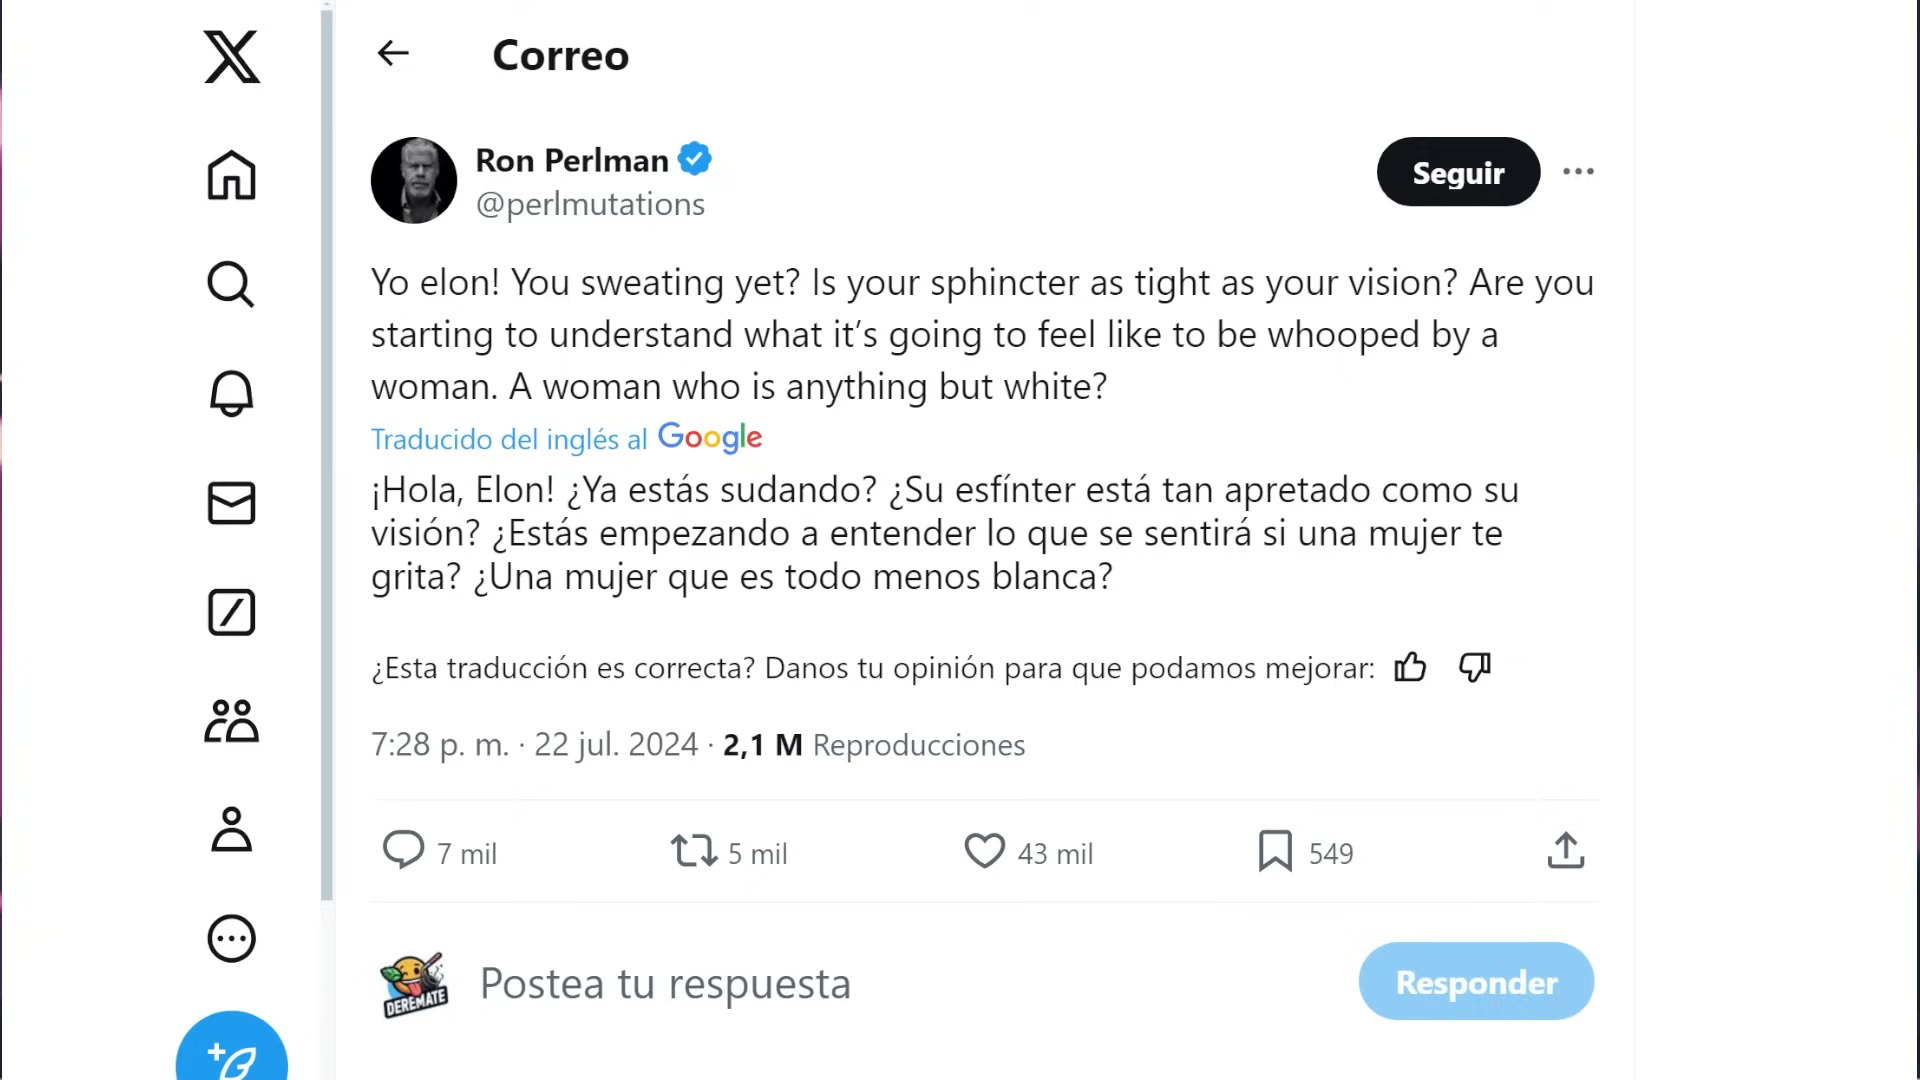 Correo
Ron Perlman
@perlmutations
Seguir
Yo elon! You sweating yet? Is your sphincter as tight as your vision? Are you
starting to understand what it’s going to feel like to be whooped by a
woman. A woman who is anything but white?
Traducido del inglés al Google
¡Hola, Elon! ¿Ya estás sudando? ¿Su esfínter está tan apretado como su
visión? ¿Estás empezando a entender lo que se sentirá si una mujer te
grita? ¿Una mujer que es todo menos blanca?
¿Esta traducción es correcta? Danos tu opinión para que podamos mejorar:
7:28 p. m. · 22 jul. 2024 · 2,1 M Reproducciones
7 mil 5 mil 43 mil 549
DEREMATE
Postea tu respuesta
Responder